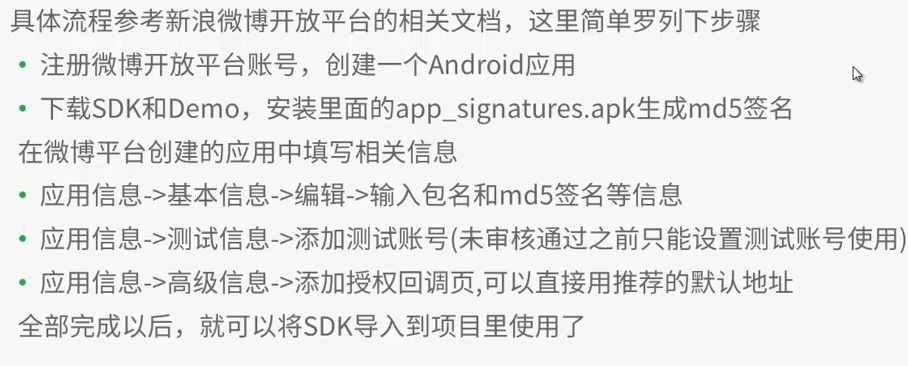 具体流程参考新浪微博开放平台的相关文档，这里简单罗列下步骤
• 注册微博开放平台账号，创建一个Android应用
• 下载SDK和Demo，安装里面的app_signatures.apk生成md5签名
在微博平台创建的应用中填写相关信息
• 应用信息->基本信息->编辑->输入包名和md5签名等信息
• 应用信息->测试信息->添加测试账号(未审核通过之前只能设置测试账号使用)
• 应用信息->高级信息->添加授权回调页,可以直接用推荐的默认地址
全部完成以后，就可以将SDK导入到项目里使用了